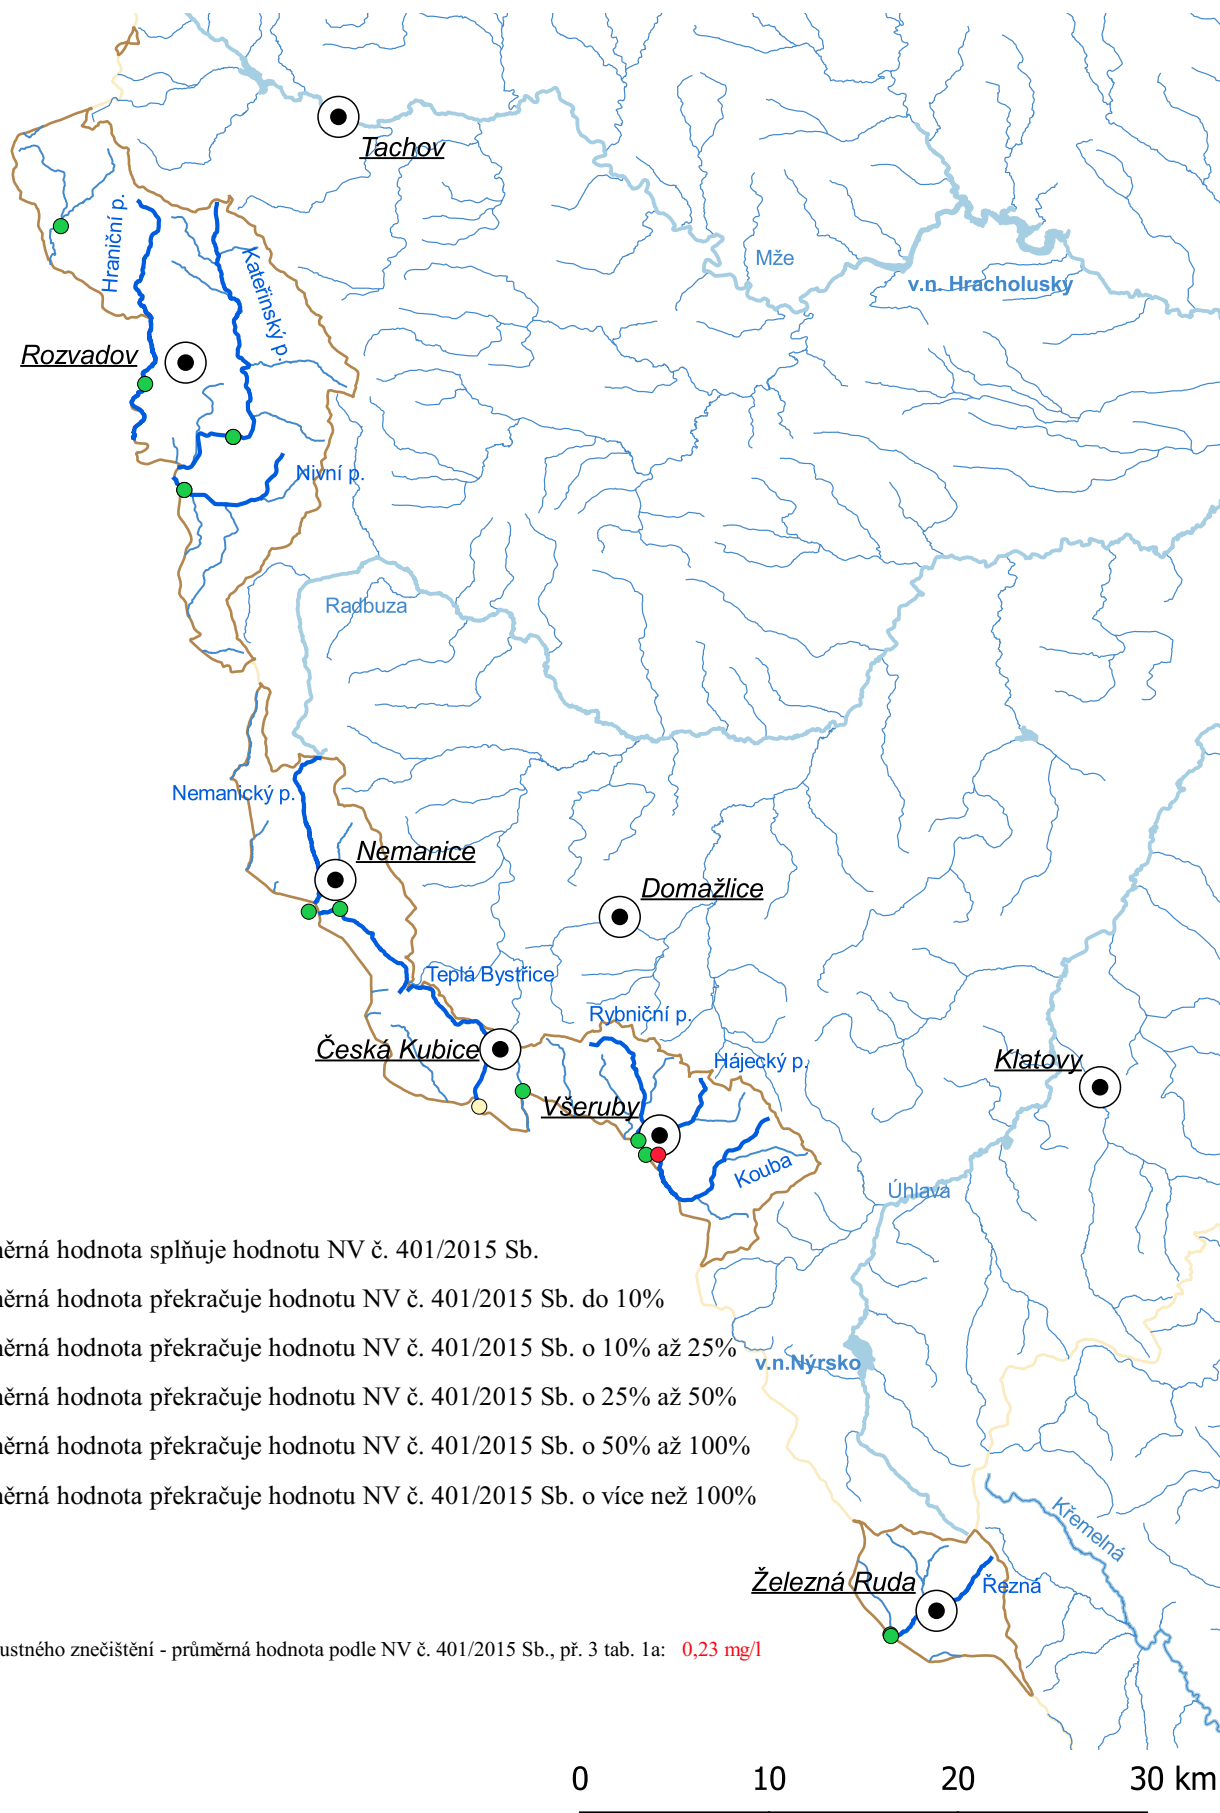 Tachov
Hraniční p.
Kateřinský p.
Mže
v.n. Hracholusky
Rozvadov
Nivní p.
Radbuza
Nemanický p.
Nemanice
Domažlice
Teplá Bystřice
Rybniční p.
Česká Kubice
Hájecký p.
Klatovy
Všeruby
Kouba
Úhlava
ěrná hodnota splňuje hodnotu NV č. 401/2015 Sb.
ěrná hodnota překračuje hodnotu NV č. 401/2015 Sb. do 10%
ěrná hodnota překračuje hodnotu NV č. 401/2015 Sb. o 10% až 25%
v.n.Nýrsko
ěrná hodnota překračuje hodnotu NV č. 401/2015 Sb. o 25% až 50%
ěrná hodnota překračuje hodnotu NV č. 401/2015 Sb. o 50% až 100%
ěrná hodnota překračuje hodnotu NV č. 401/2015 Sb. o více než 100%
Křemelná
Železná Ruda
Řezná
ustného znečištění - průměrná hodnota podle NV č. 401/2015 Sb., př. 3 tab. 1a: 0,23 mg/l
0 10 20 30 km